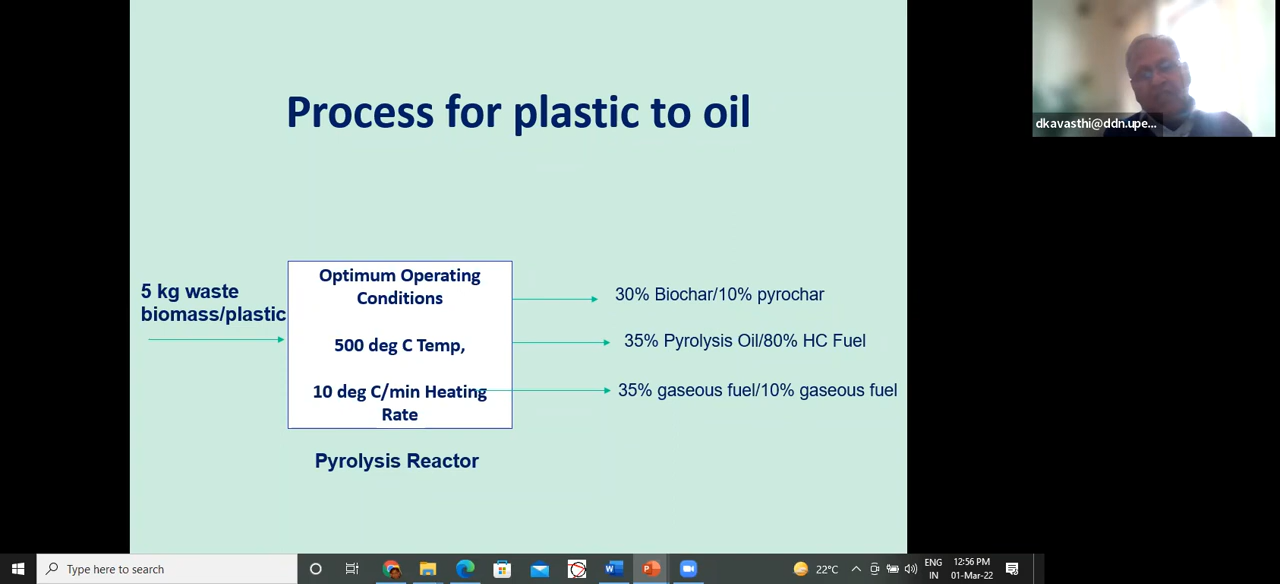 Process for plastic to oil
5 kg waste
biomass/plastic
Optimum Operating
Conditions
500 deg C Temp,
10 deg C/min Heating
Rate
Pyrolysis Reactor
30% Biochar/10% pyrochar
35% Pyrolysis Oil/80% HC Fuel
35% gaseous fuel/10% gaseous fuel
dkavasthi@ddn.upe...
Type here to search
22°C
ENG
IN
12:56 PM
01-Mar-22